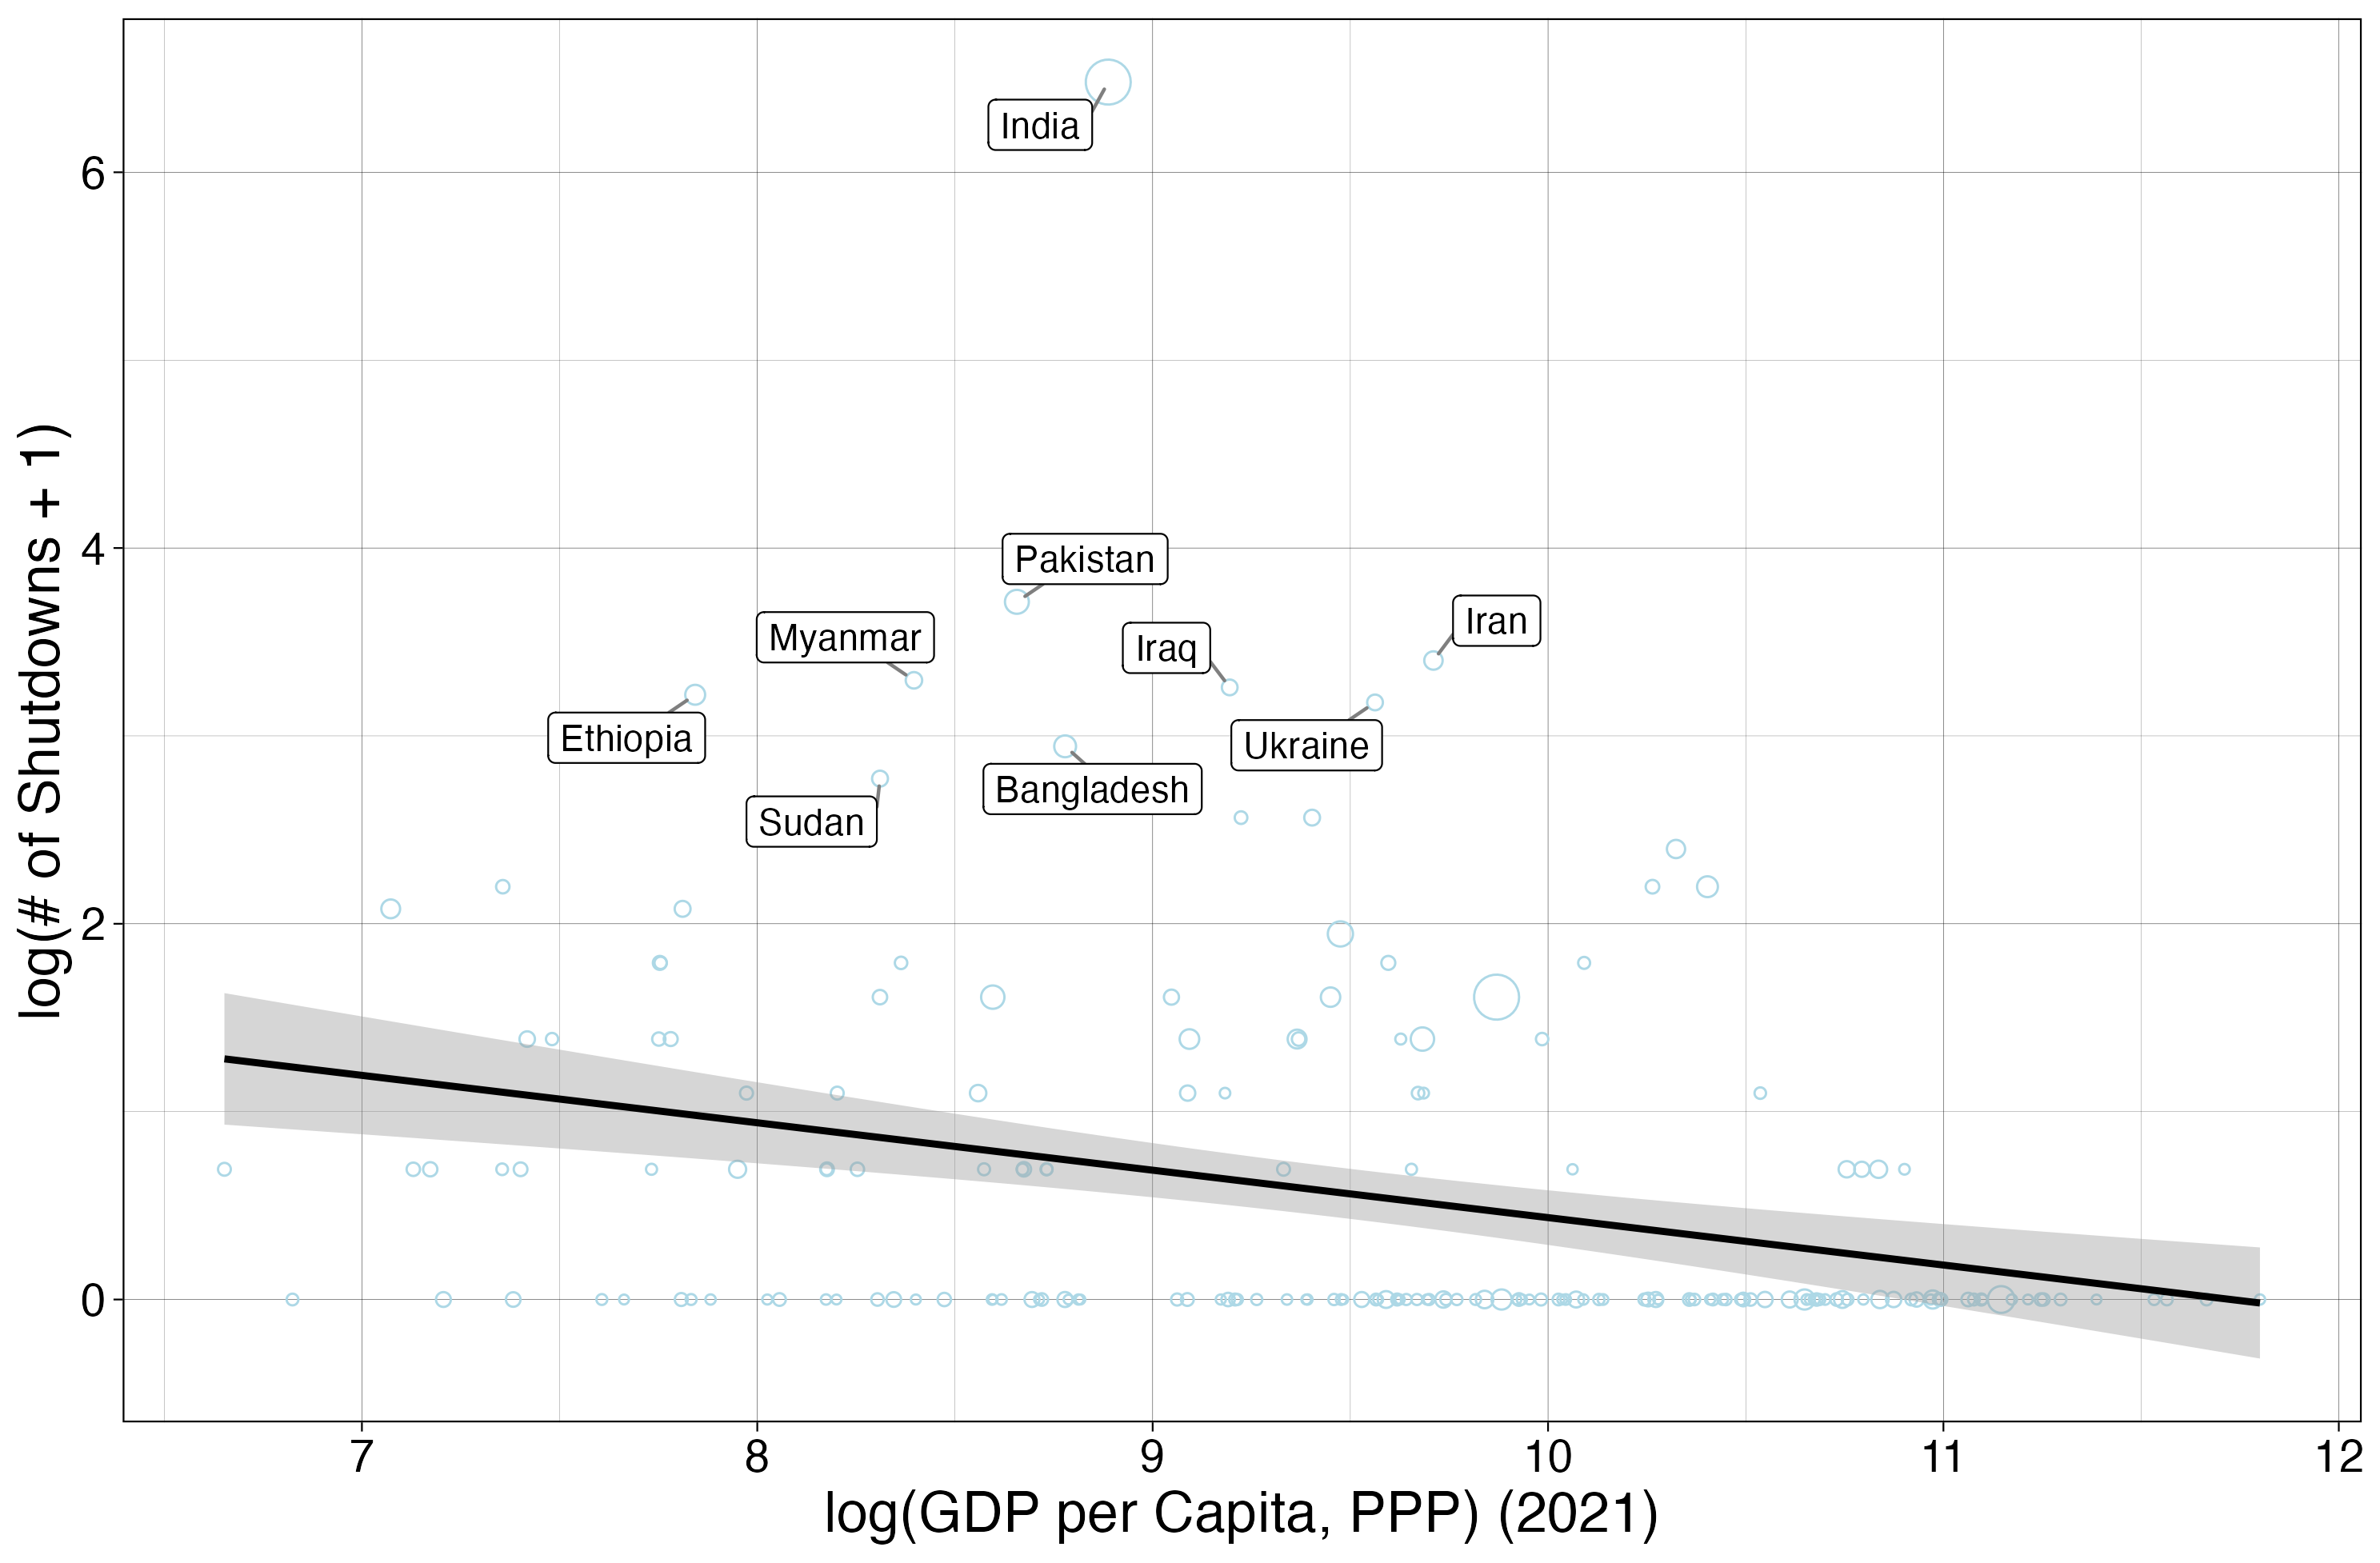 India
6
Pakistan
4
Iran
Myanmar
Iraq
Ethiopia
Ukraine
Bangladesh
Sudan
2
0
log(# of Shutdowns + 1)
7 8 9 10 11 12
log(GDP per Capita, PPP) (2021)